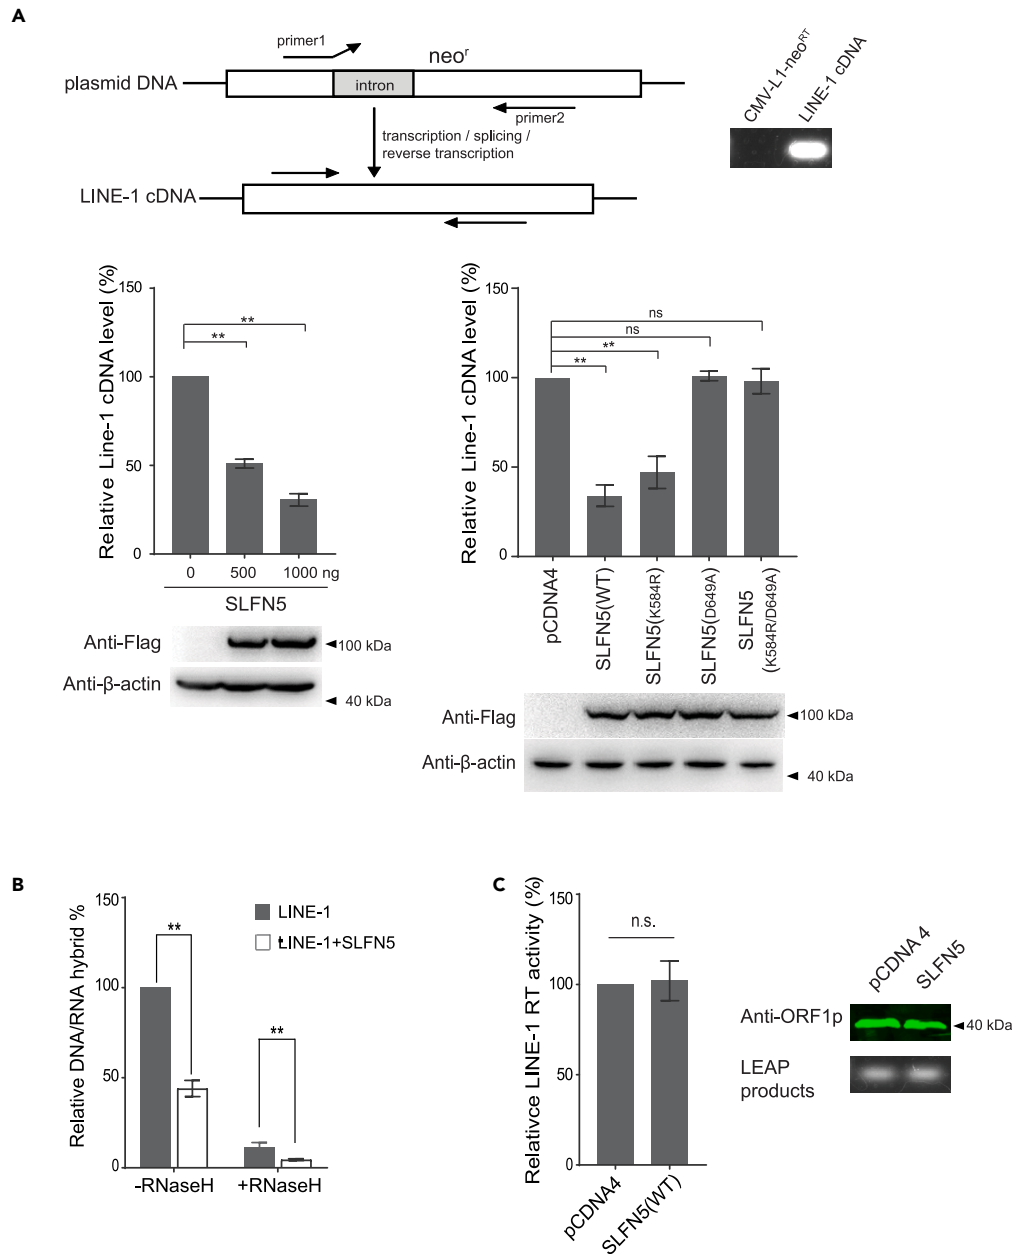 A
primer1
neoʳ
plasmid DNA
intron
primer2
transcription / splicing /
reverse transcription
LINE-1 cDNA
CMV-L1-neoᴿᵀ
LINE-1 cDNA
Relative Line-1 cDNA level (%)
150
100
50
0
**
**
0 500 1000 ng
SLFN5
Anti-Flag
100 kDa
Anti-β-actin
40 kDa
Relative Line-1 cDNA level (%)
150
100
50
0
ns
ns
**
**
pCDNA4
SLFN5(WT)
SLFN5(K584R)
SLFN5(D649A)
SLFN5
(K584R/D649A)
Anti-Flag
100 kDa
Anti-β-actin
40 kDa
B
Relative DNA/RNA hybrid %
150
100
50
0
**
**
LINE-1
LINE-1+SLFN5
-RNaseH +RNaseH
C
Relativce LINE-1 RT activity (%)
150
100
50
0
n.s.
pCDNA4
SLFN5(WT)
pCDNA 4
SLFN5
Anti-ORF1p
40 kDa
LEAP
products